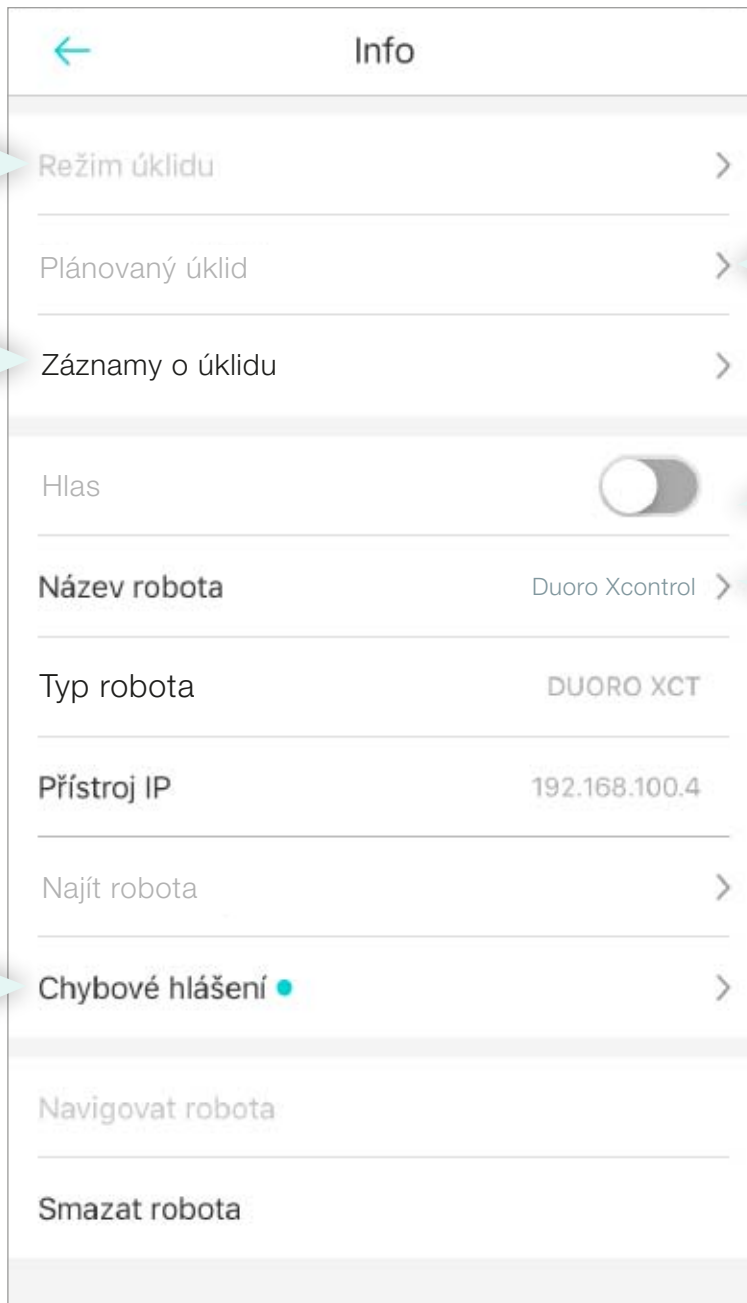 Info
Režim úklidu
Plánovaný úklid
Záznamy o úklidu
Hlas
Název robota Duoro Xcontrol
Typ robota DUORO XCT
Přístroj IP 192.168.100.4
Najít robota
Chybové hlášení
Navigovat robota
Smazat robota